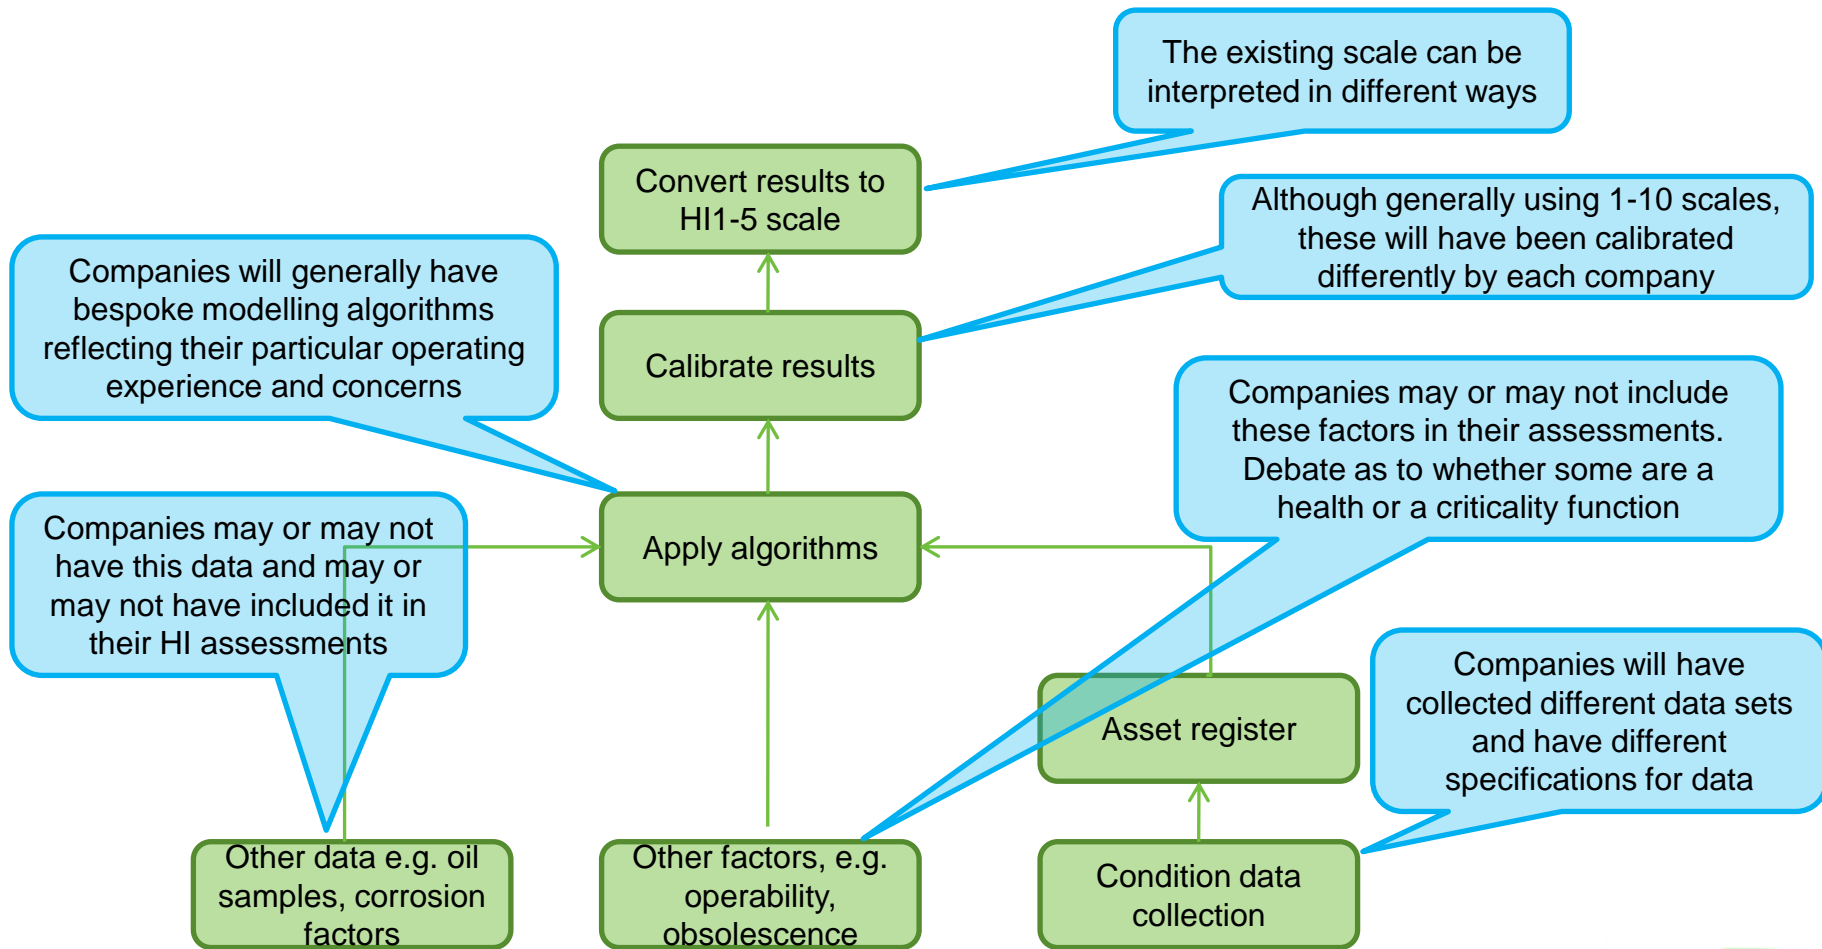 The existing scale can be
interpreted in different ways
Convert results to
HI1-5 scale
Although generally using 1-10 scales,
these will have been calibrated
differently by each company
Companies will generally have
bespoke modelling algorithms
reflecting their particular operating
experience and concerns
Calibrate results
Companies may or may not include
these factors in their assessments.
Debate as to whether some are a
health or a criticality function
Companies may or may not
have this data and may or
may not have included it in
their HI assessments
Apply algorithms
Companies will have
collected different data sets
and have different
specifications for data
Asset register
Other data e.g. oil
samples, corrosion
factors
Other factors, e.g.
operability,
obsolescence
Condition data
collection